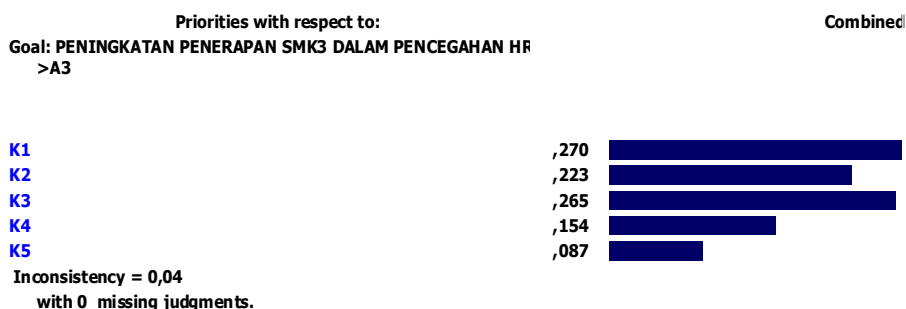 Priorities with respect to: Combined
Goal: PENINGKATAN PENERAPAN SMK3 DALAM PENCEGAHAN HR
>A3
K1 ,270
K2 ,223
K3 ,265
K4 ,154
K5 ,087
Inconsistency = 0,04
with 0 missing judgments.